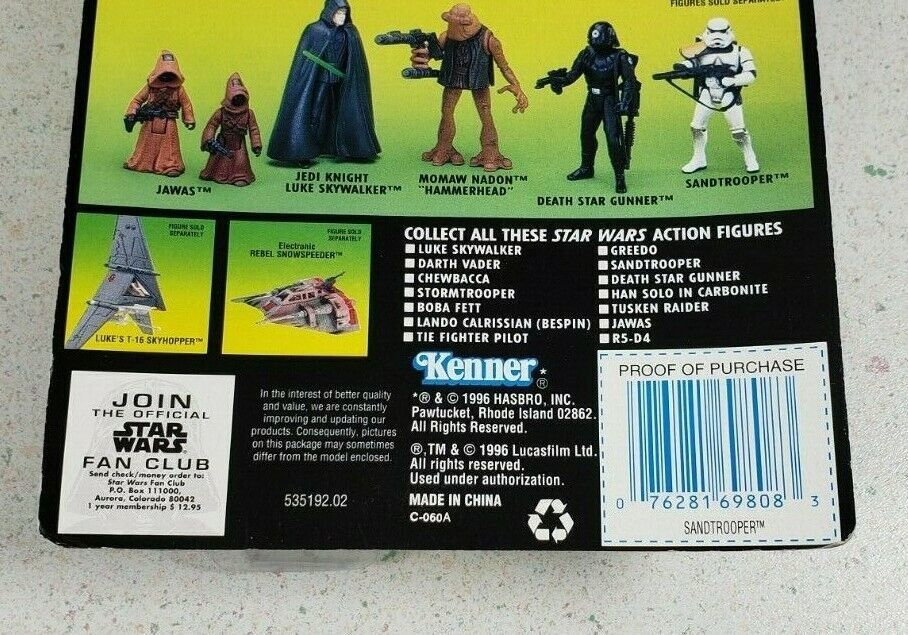 FIGURES SOLD SEPARATELY
JAWAS™
JEDI KNIGHT
LUKE SKYWALKER™
MOMAW NADON™
"HAMMERHEAD"
DEATH STAR GUNNER™
SANDTROOPER™
FIGURE SOLD
SEPARATELY
LUKE'S T-16 SKYHOPPER™
FIGURE SOLD
SEPARATELY
Electronic
REBEL SNOWSPEEDER™
COLLECT ALL THESE STAR WARS ACTION FIGURES
LUKE SKYWALKER
DARTH VADER
CHEWBACCA
STORMTROOPER
BOBA FETT
LANDO CALRISSIAN (BESPIN)
TIE FIGHTER PILOT
GREEDO
SANDTROOPER
DEATH STAR GUNNER
HAN SOLO IN CARBONITE
TUSKEN RAIDER
JAWAS
R5-D4
JOIN
THE OFFICIAL
STAR
WARS
FAN CLUB
Send check/money order to:
Star Wars Fan Club
P.O. Box 111000,
Aurora, Colorado 80042
1 year membership $ 12.95
In the interest of better quality
and value, we are constantly
improving and updating our
products. Consequently, pictures
on this package may sometimes
differ from the model enclosed.
535192.02
Kenner*®
*® & © 1996 HASBRO, INC.
Pawtucket, Rhode Island 02862.
All Rights Reserved.
®,TM & © 1996 Lucasfilm Ltd.
All rights reserved.
Used under authorization.
MADE IN CHINA
C-060A
PROOF OF PURCHASE
0 76281 69808 3
SANDTROOPER™